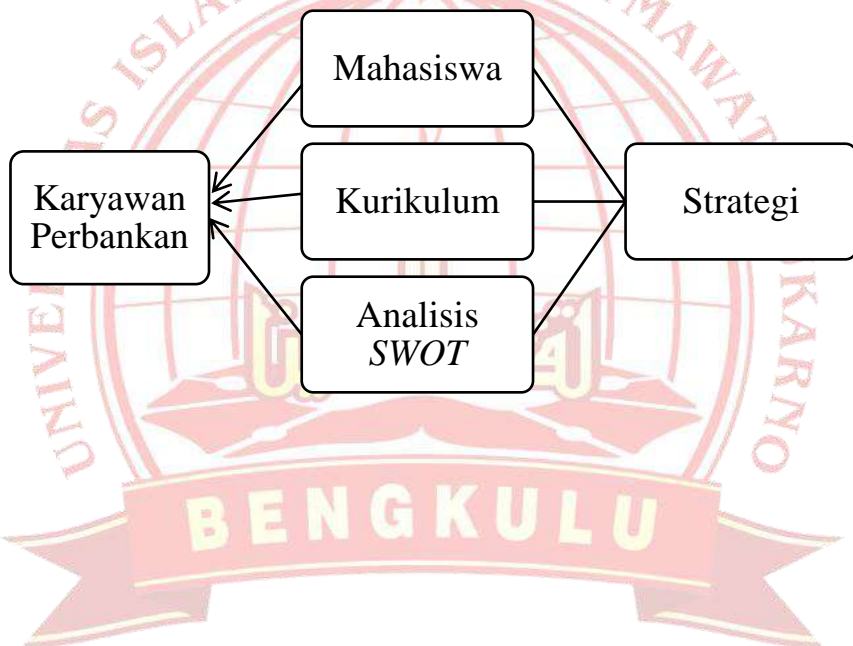 Mahasiswa
Karyawan
Perbankan
Kurikulum
Strategi
Analisis
SWOT
BENGKULU